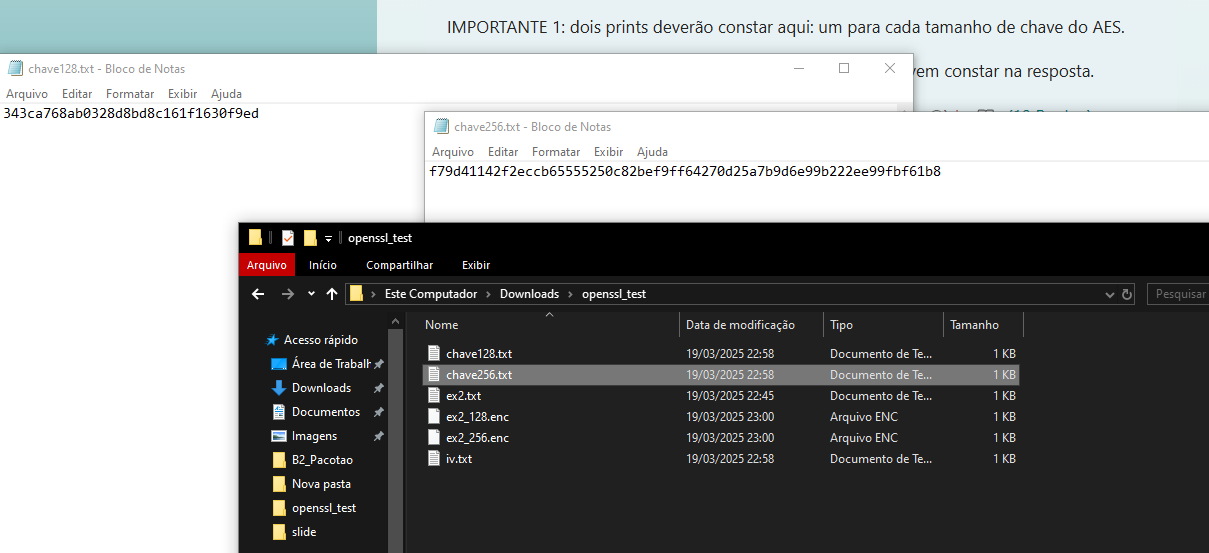 IMPORTANTE 1: dois prints deverão constar aqui: um para cada tamanho de chave do AES.
vem constar na resposta.
chave128.txt - Bloco de Notas
Arquivo Editar Formatar Exibir Ajuda
343ca768ab0328d8bd8c161f1630f9ed
chave256.txt - Bloco de Notas
Arquivo Editar Formatar Exibir Ajuda
f79d41142f2eccb65555250c82bef9ff64270d25a7b9d6e99b222ee99fbf61b8
openssl_test
Arquivo Início Compartilhar Exibir
Este Computador Downloads openssl_test
Pesquisar
Acesso rápido
Área de Trabalh
Downloads
Documentos
Imagens
B2_Pacotao
Nova pasta
openssl_test
slide
Nome Data de modificação Tipo Tamanho
chave128.txt 19/03/2025 22:58 Documento de Te... 1 KB
chave256.txt 19/03/2025 22:58 Documento de Te... 1 KB
ex2.txt 19/03/2025 22:45 Documento de Te... 1 KB
ex2_128.enc 19/03/2025 23:00 Arquivo ENC 1 KB
ex2_256.enc 19/03/2025 23:00 Arquivo ENC 1 KB
iv.txt 19/03/2025 22:58 Documento de Te... 1 KB